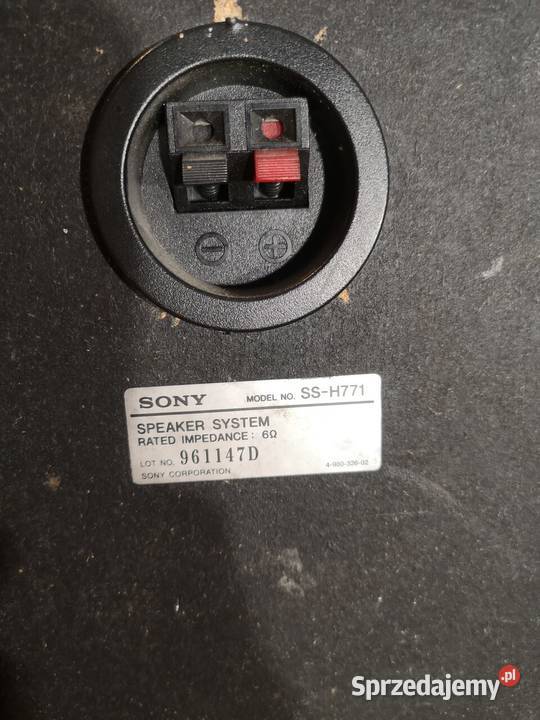 SONY MODEL NO. SS-H771
SPEAKER SYSTEM
RATED IMPEDANCE: 6Ω
LOT NO. 961147D
SONY CORPORATION
Sprzedajemy.pl